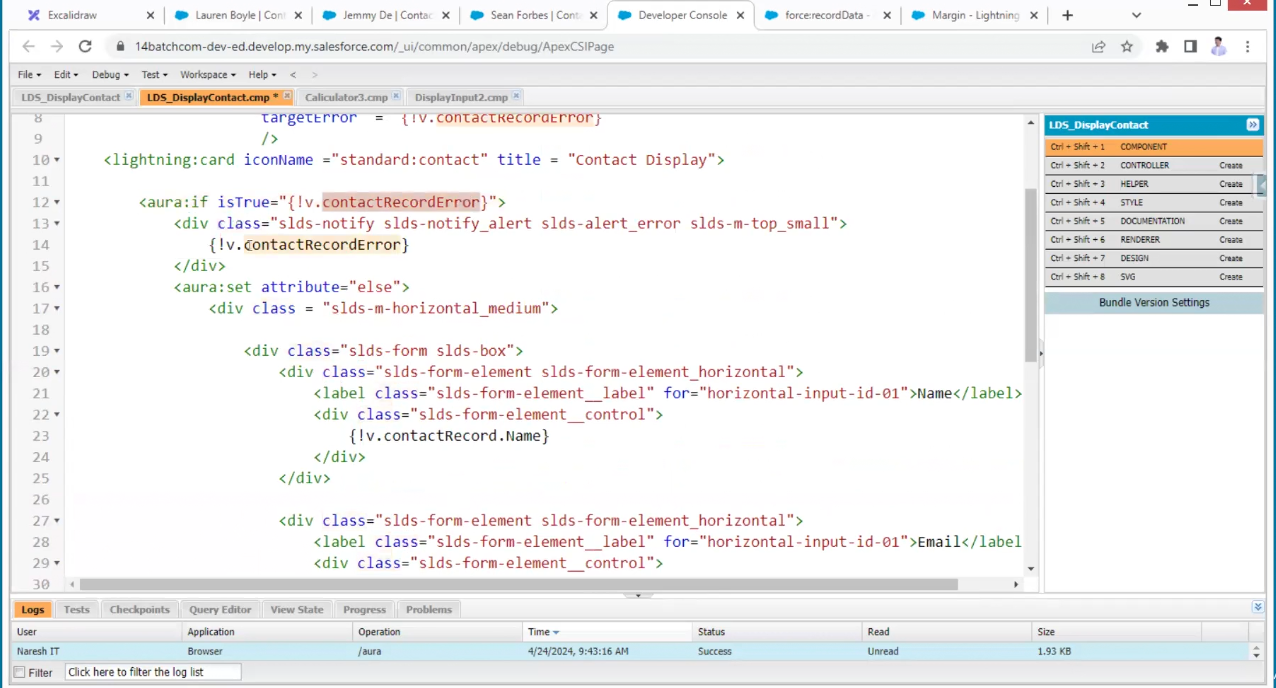 Excalidraw
Lauren Boyle | Cont
Jemmy De | Contac
Sean Forbes | Conta
Developer Console
force:recordData -
Margin - Lightning
14batchcom-dev-ed.develop.my.salesforce.com/_ui/common/apex/debug/ApexCSIPage
File Edit Debug Test Workspace Help < >
LDS_DisplayContact LDS_DisplayContact.cmp * Caliculator3.cmp DisplayInput2.cmp
8 targetError = {!v.contactRecordError}
9 />
10 <lightning:card iconName ="standard:contact" title = "Contact Display">
11
12 <aura:if isTrue="{!v.contactRecordError}">
13 <div class="slds-notify slds-notify_alert slds-alert_error slds-m-top_small">
14 {!v.contactRecordError}
15 </div>
16 <aura:set attribute="else">
17 <div class = "slds-m-horizontal_medium">
18
19 <div class="slds-form slds-box">
20 <div class="slds-form-element slds-form-element_horizontal">
21 <label class="slds-form-element__label" for="horizontal-input-id-01">Name</label>
22 <div class="slds-form-element__control">
23 {!v.contactRecord.Name}
24 </div>
25 </div>
26
27 <div class="slds-form-element slds-form-element_horizontal">
28 <label class="slds-form-element__label" for="horizontal-input-id-01">Email</label
29 <div class="slds-form-element__control">
30
LDS_DisplayContact
Ctrl + Shift + 1 COMPONENT
Ctrl + Shift + 2 CONTROLLER Create
Ctrl + Shift + 3 HELPER Create
Ctrl + Shift + 4 STYLE Create
Ctrl + Shift + 5 DOCUMENTATION Create
Ctrl + Shift + 6 RENDERER Create
Ctrl + Shift + 7 DESIGN Create
Ctrl + Shift + 8 SVG Create
Bundle Version Settings
Logs Tests Checkpoints Query Editor View State Progress Problems
User Application Operation Time Status Read Size
Naresh IT Browser /aura 4/24/2024, 9:43:16 AM Success Unread 1.93 KB
Filter Click here to filter the log list